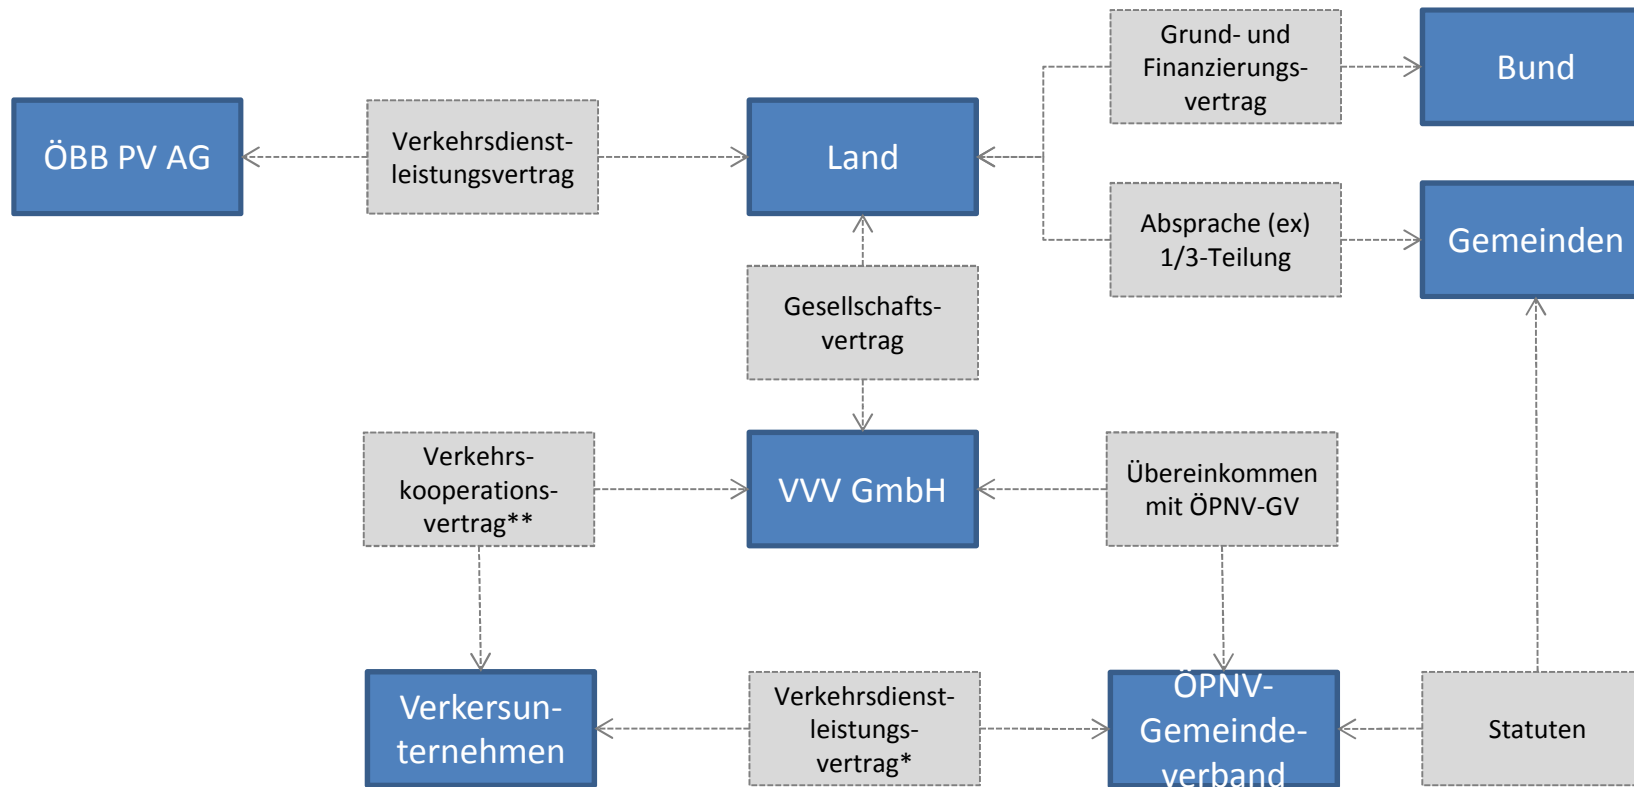 Grund- und
Finanzierungs-
vertrag
Bund
ÖBB PV AG
Verkehrsdienst-
leistungsvertrag
Land
Absprache (ex)
1/3-Teilung
Gemeinden
Gesellschafts-
vertrag
Verkehrs-
kooperations-
vertrag**
VVV GmbH
Übereinkommen
mit ÖPNV-GV
Verkersun-
ternehmen
Verkehrsdienst-
leistungs-
vertrag*
ÖPNV-
Gemeinde-
verband
Statuten